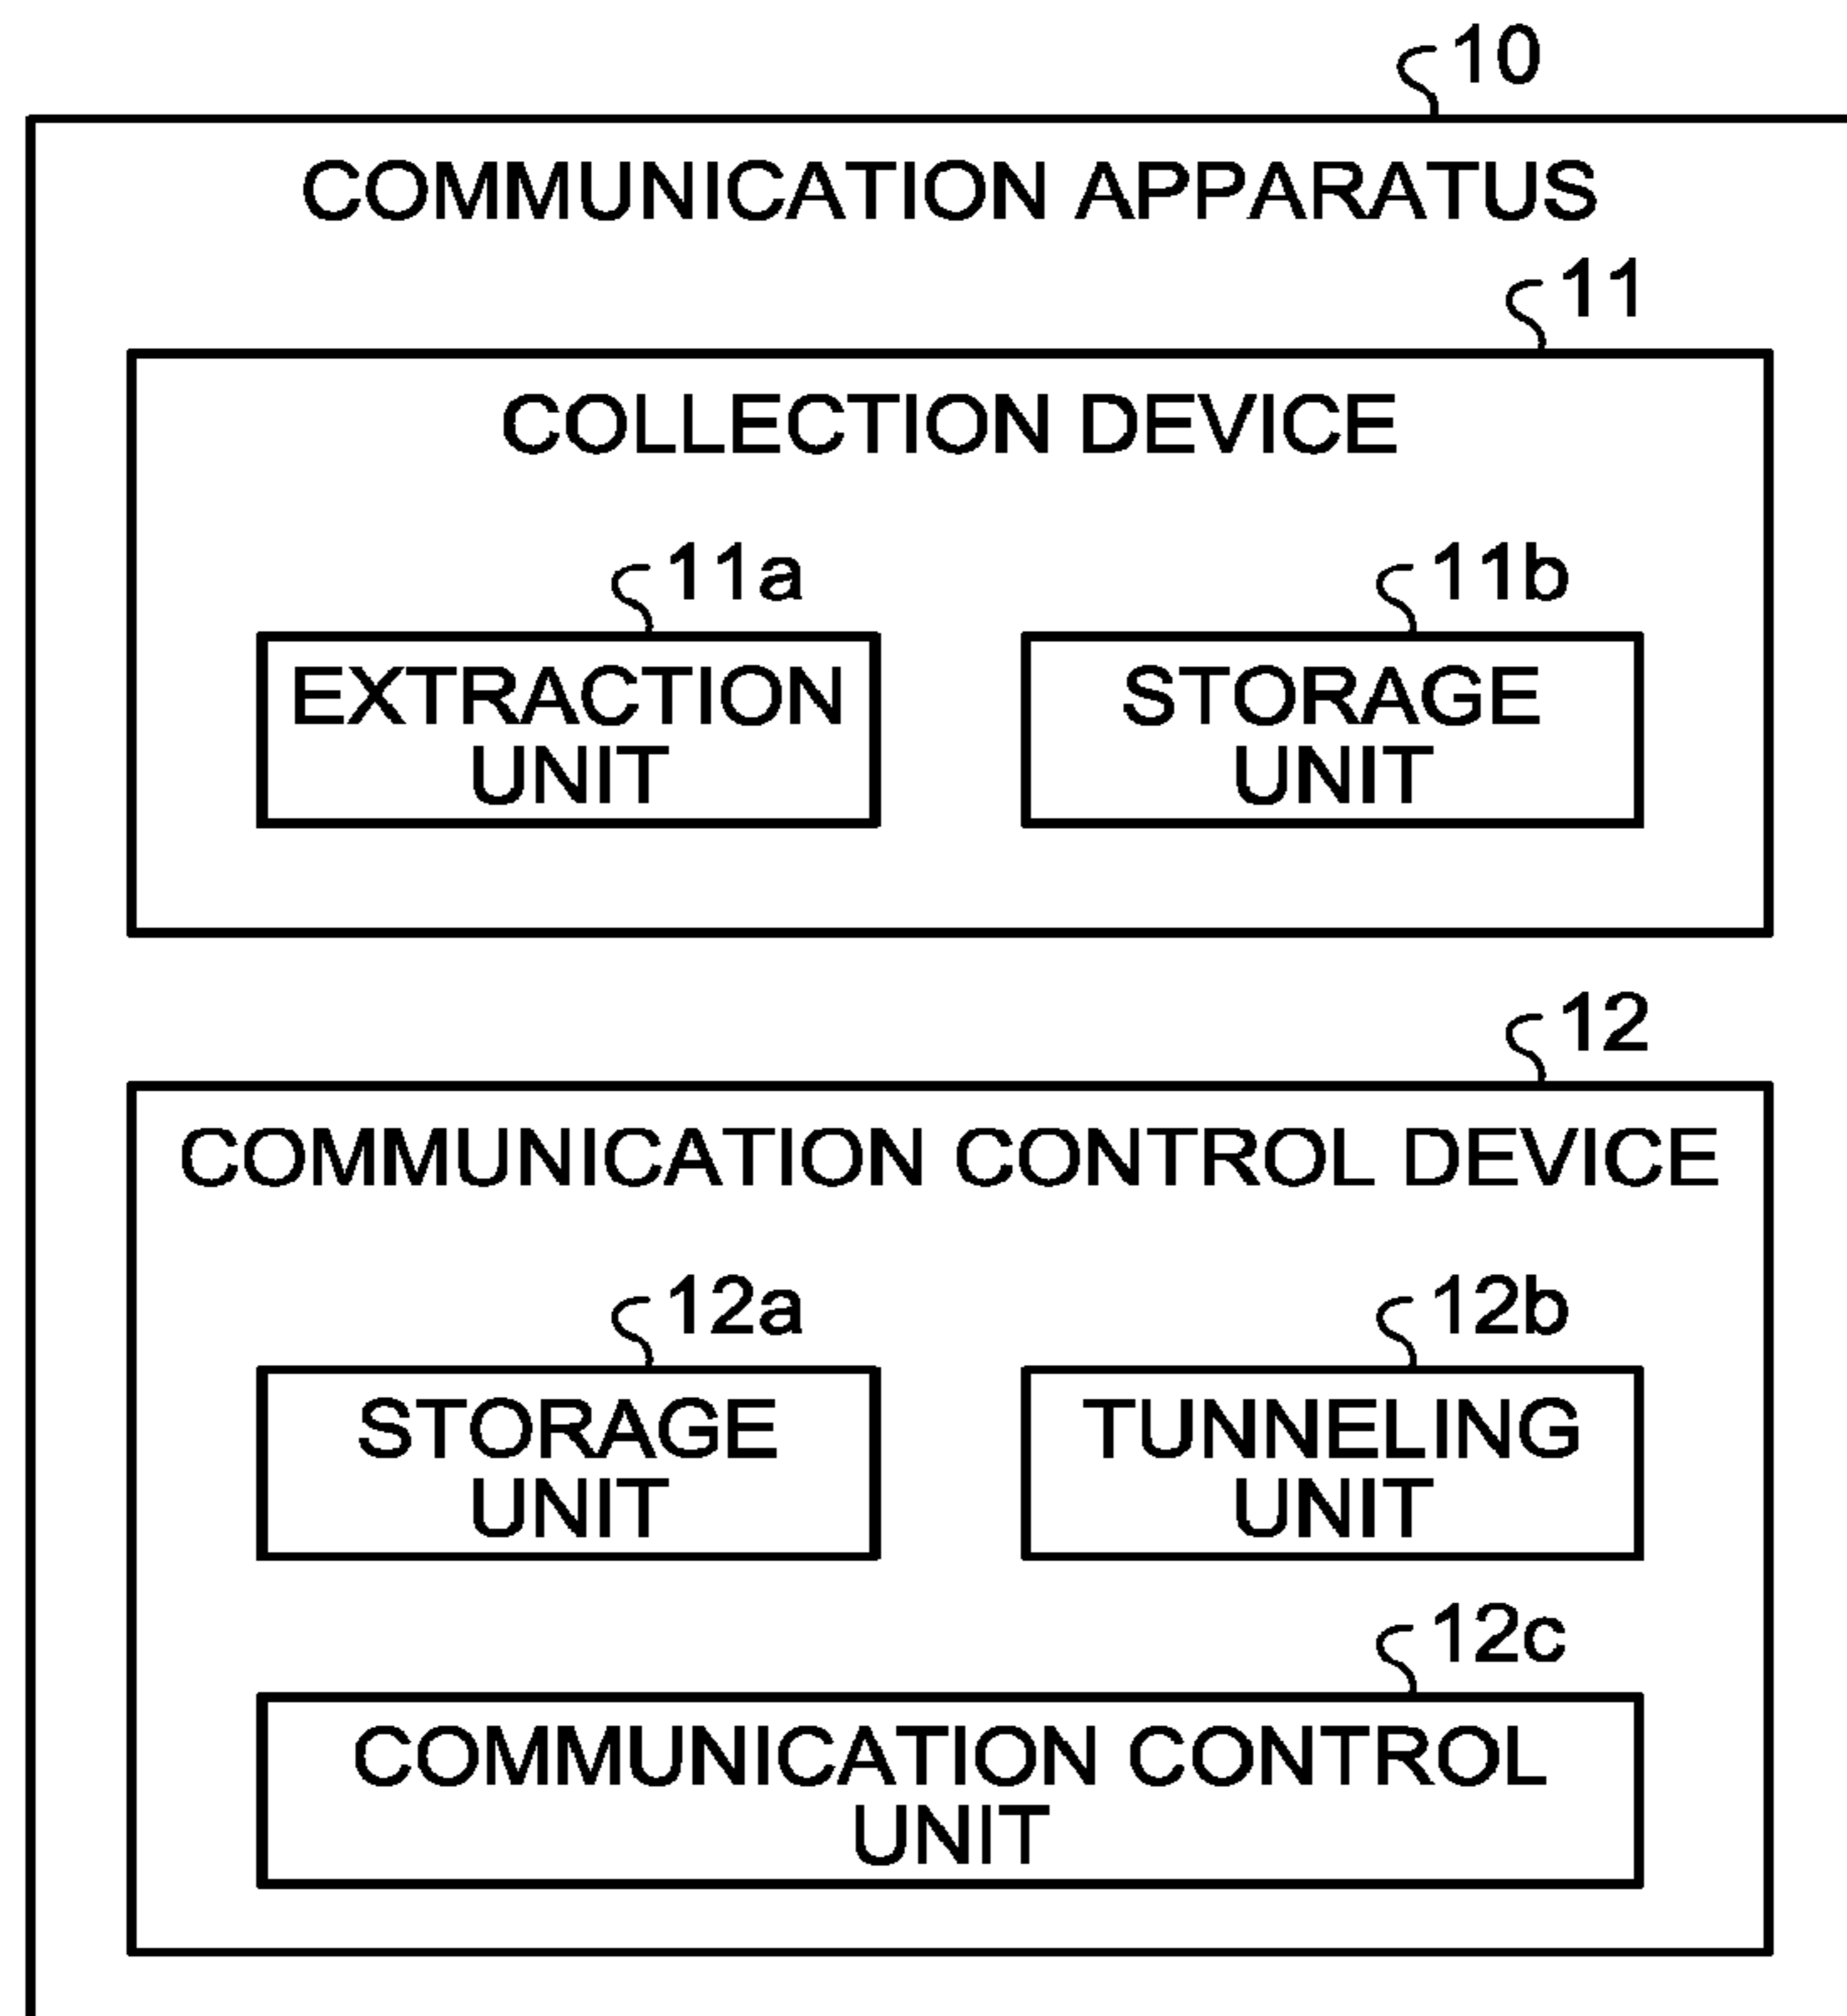 10
COMMUNICATION APPARATUS
11
COLLECTION DEVICE
11a
11b
EXTRACTION
UNIT
STORAGE
UNIT
12
COMMUNICATION CONTROL DEVICE
12a
12b
STORAGE
UNIT
TUNNELING
UNIT
12c
COMMUNICATION CONTROL
UNIT